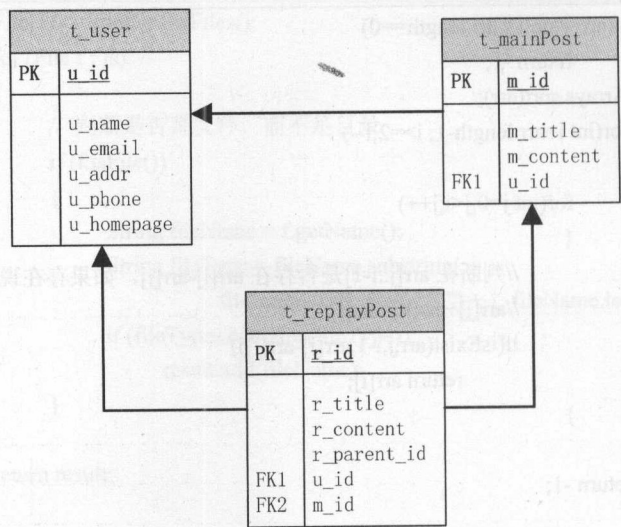 t_user
PK u_id
u_name
u_email
u_addr
u_phone
u_homepage
t_mainPost
PK m_id
m_title
m_content
FK1 u_id
t_replayPost
PK r_id
r_title
r_content
r_parent_id
FK1 u_id
FK2 m_id